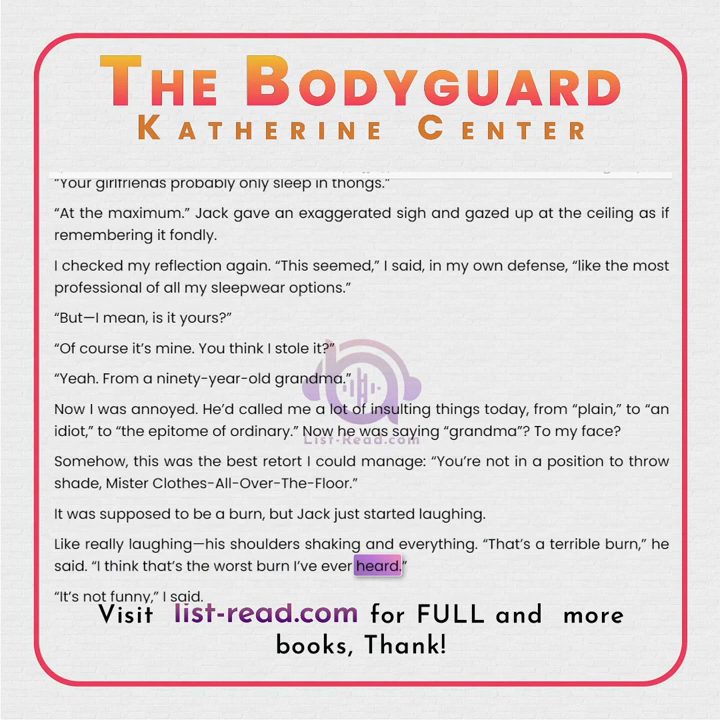 THE BODYGUARD
KATHERINE CENTER
“Your girlfriends probably only sleep in thongs.”
“At the maximum.” Jack gave an exaggerated sigh and gazed up at the ceiling as if
remembering it fondly.
I checked my reflection again. “This seemed,” I said, in my own defense, “like the most
professional of all my sleepwear options.”
“But—I mean, is it yours?”
“Of course it’s mine. You think I stole it?”
“Yeah. From a ninety-year-old grandma.”
Now I was annoyed. He’d called me a lot of insulting things today, from “plain,” to “an
idiot,” to “the epitome of ordinary.” Now he was saying “grandma”? To my face?
List-Read.com
Somehow, this was the best retort I could manage: “You’re not in a position to throw
shade, Mister Clothes-All-Over-The-Floor.”
It was supposed to be a burn, but Jack just started laughing.
Like really laughing—his shoulders shaking and everything. “That’s a terrible burn,” he
said. “I think that’s the worst burn I’ve ever heard.”
“It’s not funny,” I said.
Visit list-read.com for FULL and more
books, Thank!